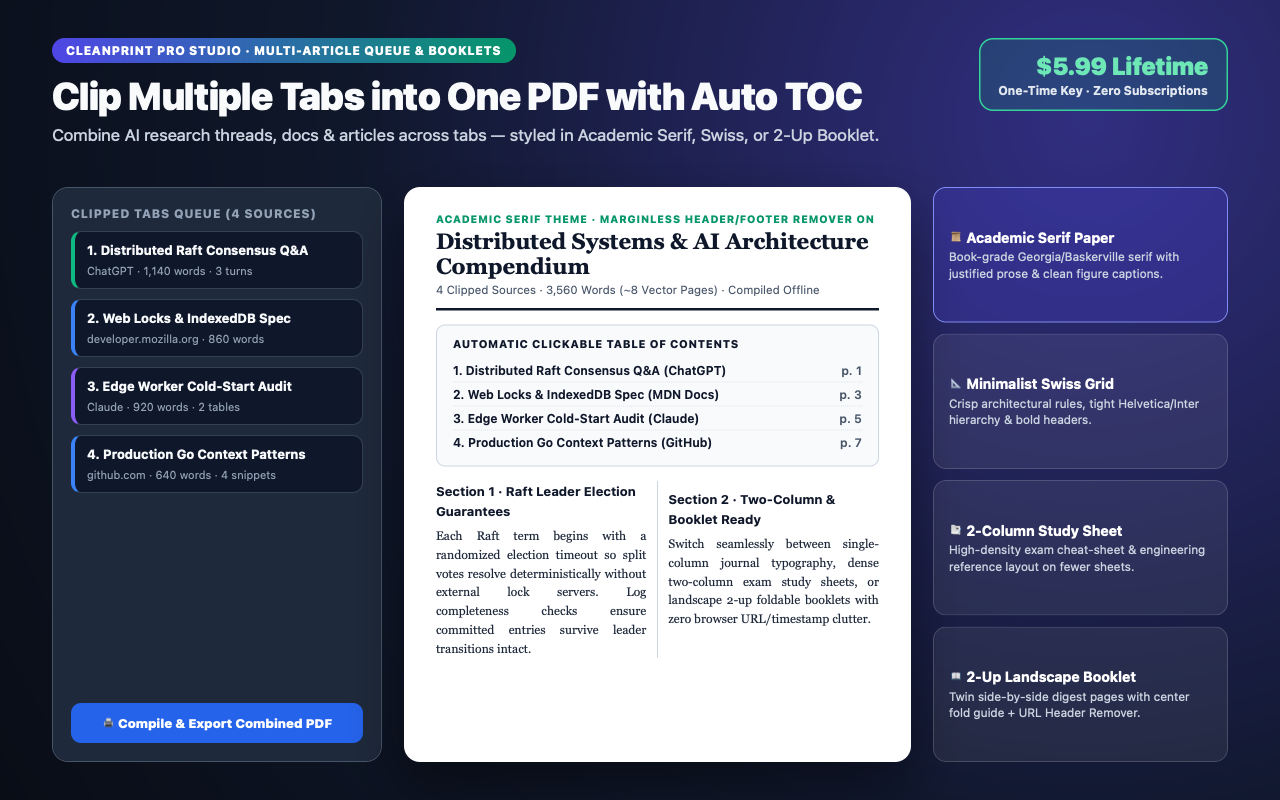 CLEANPRINT PRO STUDIO · MULTI-ARTICLE QUEUE & BOOKLETS
Clip Multiple Tabs into One PDF with Auto TOC
Combine AI research threads, docs & articles across tabs — styled in Academic Serif, Swiss, or 2-Up Booklet.
$5.99 Lifetime
One-Time Key · Zero Subscriptions
CLIPPED TABS QUEUE (4 SOURCES)
1. Distributed Raft Consensus Q&A
ChatGPT · 1,140 words · 3 turns
2. Web Locks & IndexedDB Spec
developer.mozilla.org · 860 words
3. Edge Worker Cold-Start Audit
Claude · 920 words · 2 tables
4. Production Go Context Patterns
github.com · 640 words · 4 snippets
Compile & Export Combined PDF
ACADEMIC SERIF THEME · MARGINLESS HEADER/FOOTER REMOVER ON
Distributed Systems & AI Architecture
Compendium
4 Clipped Sources · 3,560 Words (~8 Vector Pages) · Compiled Offline
AUTOMATIC CLICKABLE TABLE OF CONTENTS
1. Distributed Raft Consensus Q&A (ChatGPT) p. 1
2. Web Locks & IndexedDB Spec (MDN Docs) p. 3
3. Edge Worker Cold-Start Audit (Claude) p. 5
4. Production Go Context Patterns (GitHub) p. 7
Section 1 · Raft Leader Election
Guarantees
Each Raft term begins with a
randomized election timeout so split
votes resolve deterministically without
external lock servers. Log
completeness checks ensure
committed entries survive leader
transitions intact.
Section 2 · Two-Column &
Booklet Ready
Switch seamlessly between single-
column journal typography, dense
two-column exam study sheets, or
landscape 2-up foldable booklets with
zero browser URL/timestamp clutter.
Academic Serif Paper
Book-grade Georgia/Baskerville serif with
justified prose & clean figure captions.
Minimalist Swiss Grid
Crisp architectural rules, tight Helvetica/Inter
hierarchy & bold headers.
2-Column Study Sheet
High-density exam cheat-sheet & engineering
reference layout on fewer sheets.
2-Up Landscape Booklet
Twin side-by-side digest pages with center
fold guide + URL Header Remover.